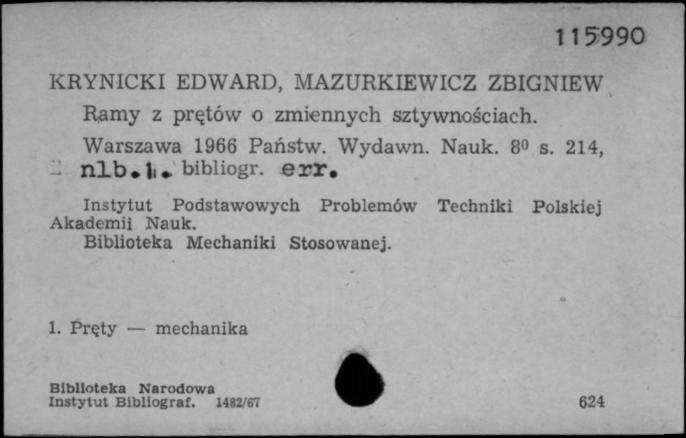 115990
KRYNICKI EDWARD, MAZURKIEWICZ ZBIGNIEW
Ramy z prętów o zmiennych sztywnościach.
Warszawa 1966 Państw. Wydawn. Nauk. 8⁰ s. 214,
nlb.1. bibliogr. err.
Instytut Podstawowych Problemów Techniki Polskiej
Akademii Nauk.
Biblioteka Mechaniki Stosowanej.
1. Pręty — mechanika
Biblioteka Narodowa
Instytut Bibliograf. 1482/67
624